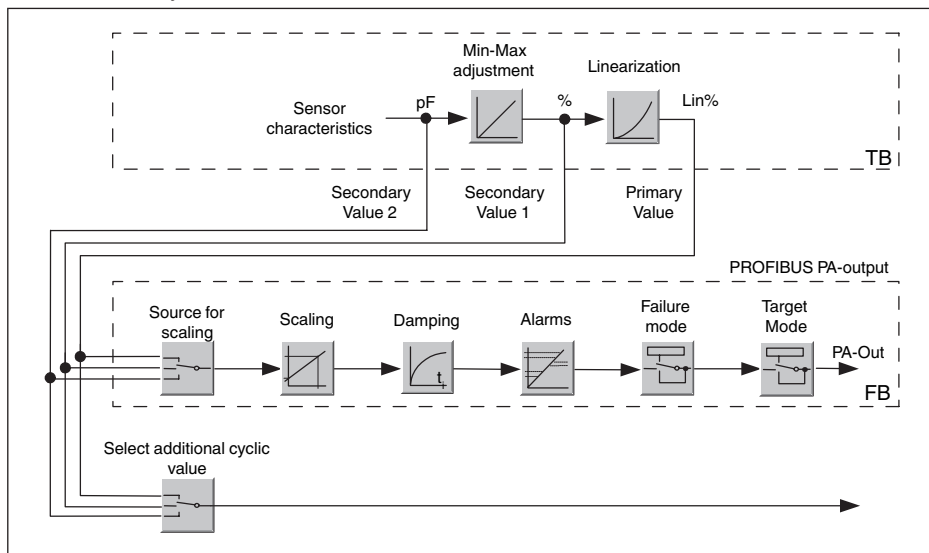 Min-Max
adjustment
Linearization
Sensor
characteristics
pF
%
Lin%
TB
Secondary
Value 2
Secondary
Value 1
Primary
Value
PROFIBUS PA-output
Source for
scaling
Scaling
Damping
Alarms
Failure
mode
Target
Mode
t
PA-Out
FB
Select additional cyclic
value